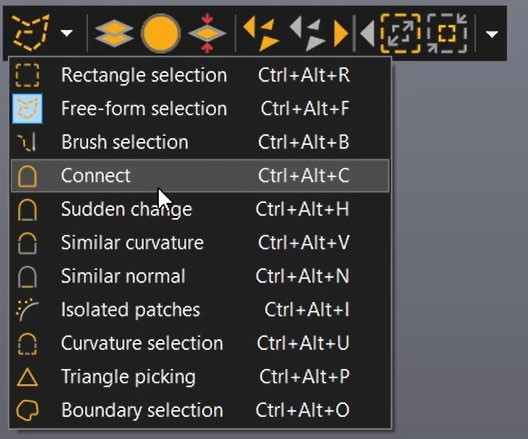 Rectangle selection Ctrl+Alt+R
Free-form selection Ctrl+Alt+F
Brush selection Ctrl+Alt+B
Connect Ctrl+Alt+C
Sudden change Ctrl+Alt+H
Similar curvature Ctrl+Alt+V
Similar normal Ctrl+Alt+N
Isolated patches Ctrl+Alt+I
Curvature selection Ctrl+Alt+U
Triangle picking Ctrl+Alt+P
Boundary selection Ctrl+Alt+O